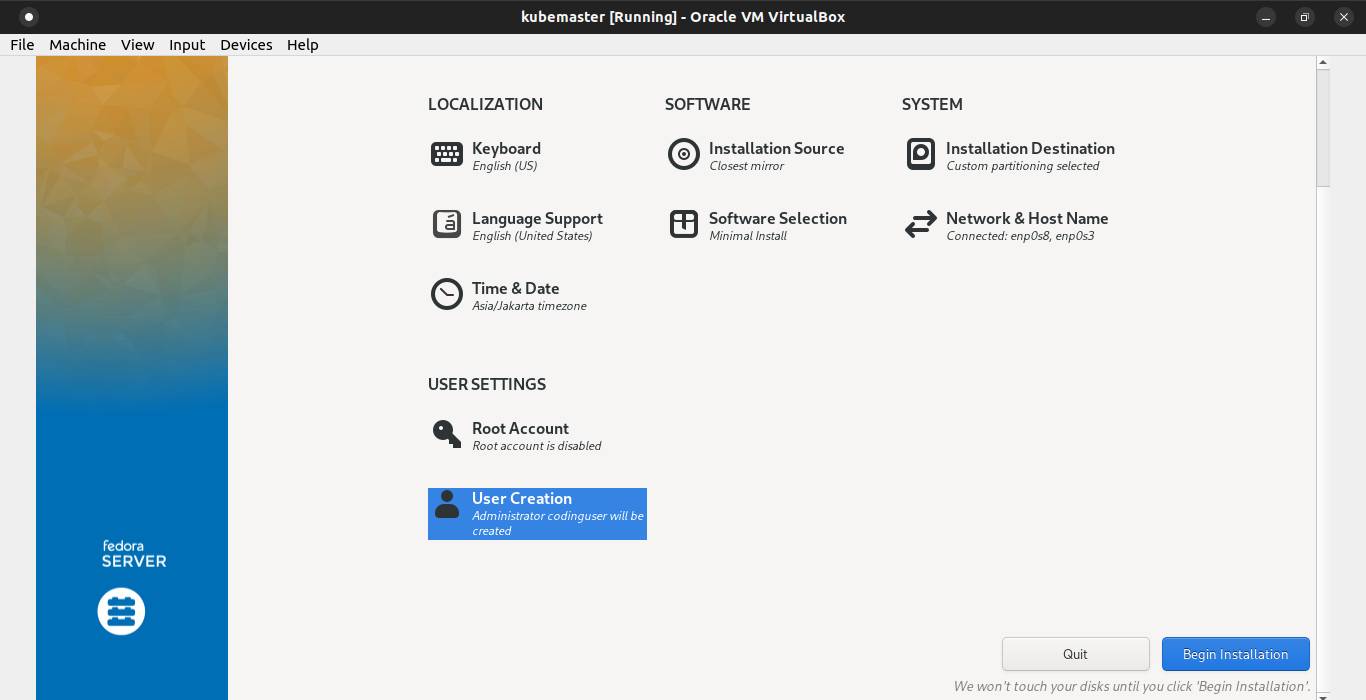 kubemaster [Running] - Oracle VM VirtualBox
File Machine View Input Devices Help
LOCALIZATION
Keyboard
English (US)
Language Support
English (United States)
Time & Date
Asia/Jakarta timezone
SOFTWARE
Installation Source
Closest mirror
Software Selection
Minimal Install
SYSTEM
Installation Destination
Custom partitioning selected
Network & Host Name
Connected: enp0s8, enp0s3
USER SETTINGS
Root Account
Root account is disabled
User Creation
Administrator codinguser will be
created
fedora
SERVER
Quit
Begin Installation
We won't touch your disks until you click 'Begin Installation'.